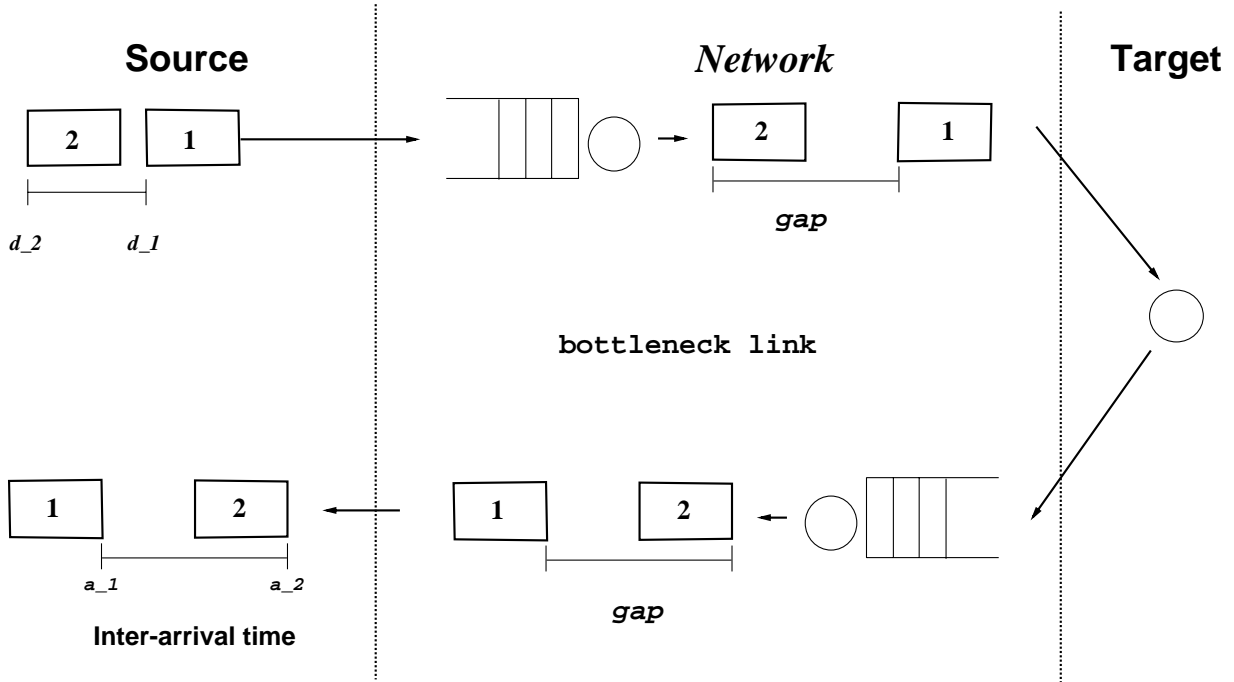 Source
Network
Target
2
1
2
1
d_2
d_1
gap
bottleneck link
1
2
1
2
a_1
a_2
gap
Inter-arrival time